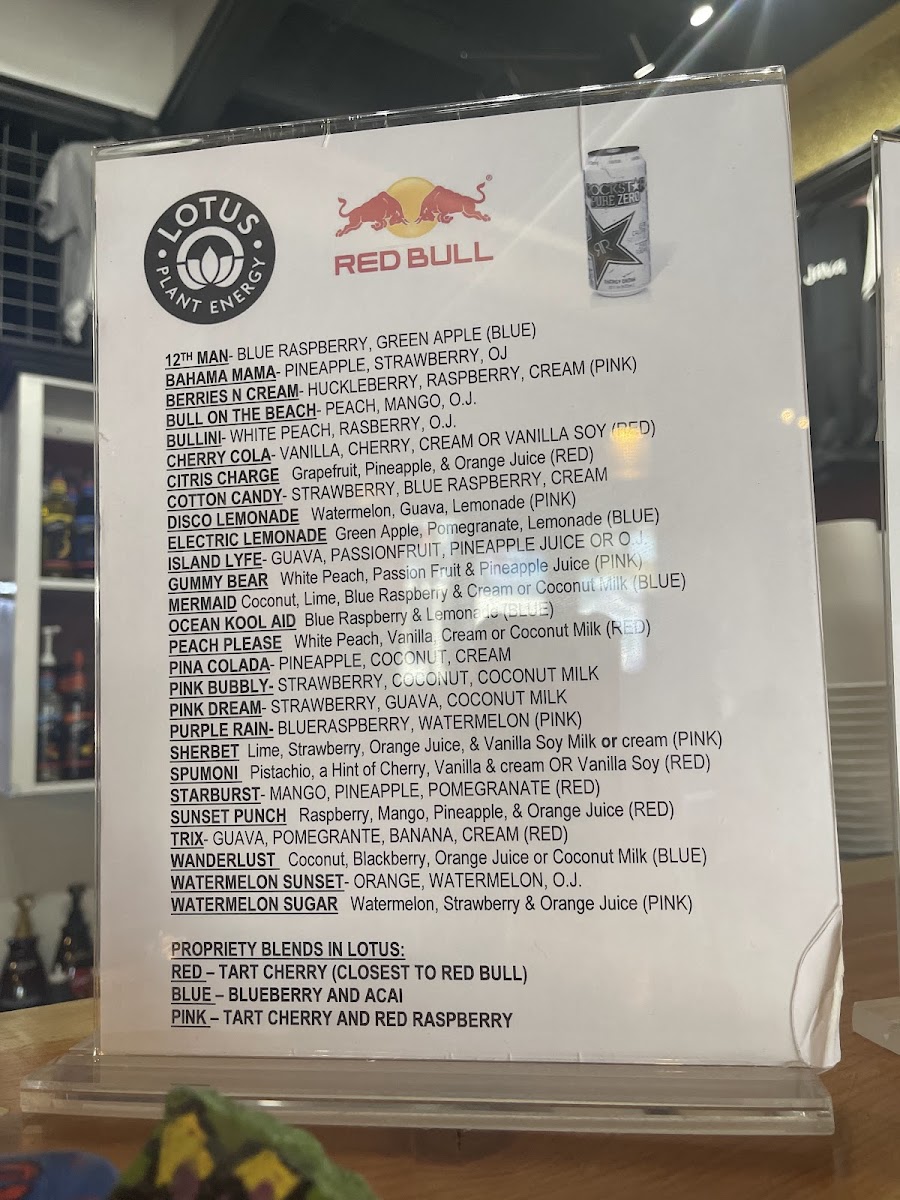 LOTUS
PLANT ENERGY
RED BULL
ROCKSTAR
PURE ZERO
ENERGY DRINK
12TH MAN- BLUE RASPBERRY, GREEN APPLE (BLUE)
BAHAMA MAMA- PINEAPPLE, STRAWBERRY, OJ
BERRIES N CREAM- HUCKLEBERRY, RASPBERRY, CREAM (PINK)
BULL ON THE BEACH- PEACH, MANGO, O.J.
BULLINI- WHITE PEACH, RASBERRY, O.J.
CHERRY COLA- VANILLA, CHERRY, CREAM OR VANILLA SOY (RED)
CITRIS CHARGE Grapefruit, Pineapple, & Orange Juice (RED)
COTTON CANDY- STRAWBERRY, BLUE RASPBERRY, CREAM
DISCO LEMONADE Watermelon, Guava, Lemonade (PINK)
ELECTRIC LEMONADE Green Apple, Pomegranate, Lemonade (BLUE)
ISLAND LYFE- GUAVA, PASSIONFRUIT, PINEAPPLE JUICE OR O.J.
GUMMY BEAR White Peach, Passion Fruit & Pineapple Juice (PINK)
MERMAID Coconut, Lime, Blue Raspberry & Cream or Coconut Milk (BLUE)
OCEAN KOOL AID Blue Raspberry & Lemonade (BLUE)
PEACH PLEASE White Peach, Vanilla, Cream or Coconut Milk (RED)
PINA COLADA- PINEAPPLE, COCONUT, CREAM
PINK BUBBLY- STRAWBERRY, COCONUT, COCONUT MILK
PINK DREAM- STRAWBERRY, GUAVA, COCONUT MILK
PURPLE RAIN- BLUERASPBERRY, WATERMELON (PINK)
SHERBET Lime, Strawberry, Orange Juice, & Vanilla Soy Milk or cream (PINK)
SPUMONI Pistachio, a Hint of Cherry, Vanilla & cream OR Vanilla Soy (RED)
STARBURST- MANGO, PINEAPPLE, POMEGRANATE (RED)
SUNSET PUNCH Raspberry, Mango, Pineapple, & Orange Juice (RED)
TRIX- GUAVA, POMEGRANTE, BANANA, CREAM (RED)
WANDERLUST Coconut, Blackberry, Orange Juice or Coconut Milk (BLUE)
WATERMELON SUNSET- ORANGE, WATERMELON, O.J.
WATERMELON SUGAR Watermelon, Strawberry & Orange Juice (PINK)
PROPRIETY BLENDS IN LOTUS:
RED – TART CHERRY (CLOSEST TO RED BULL)
BLUE – BLUEBERRY AND ACAI
PINK – TART CHERRY AND RED RASPBERRY